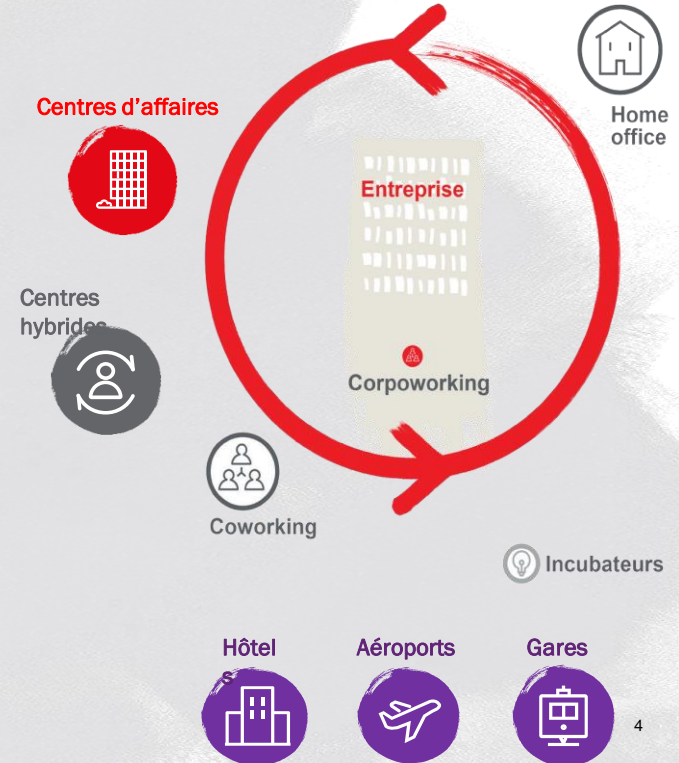 Home
office
Centres d’affaires
Entreprise
Centres
hybrides
Corpoworking
Coworking
Incubateurs
Hôtel
s
Aéroports
Gares
4